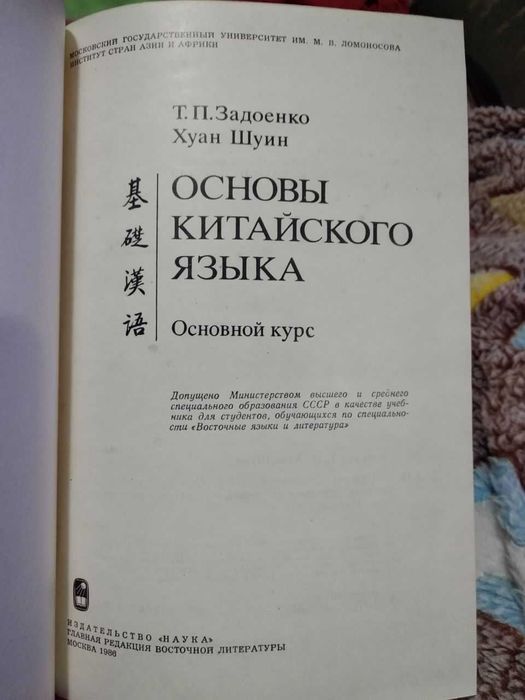 МОСКОВСКИЙ ГОСУДАРСТВЕННЫЙ УНИВЕРСИТЕТ ИМ. М. В. ЛОМОНОСОВА
ИНСТИТУТ СТРАН АЗИИ И АФРИКИ
Т. П. Задоенко
Хуан Шуин
基礎漢语
ОСНОВЫ
КИТАЙСКОГО
ЯЗЫКА
Основной курс
Допущено Министерством высшего и среднего
специального образования СССР в качестве учеб-
ника для студентов, обучающихся по специально-
сти «Восточные языки и литература»
ИЗДАТЕЛЬСТВО «НАУКА»
ГЛАВНАЯ РЕДАКЦИЯ ВОСТОЧНОЙ ЛИТЕРАТУРЫ
МОСКВА 1986